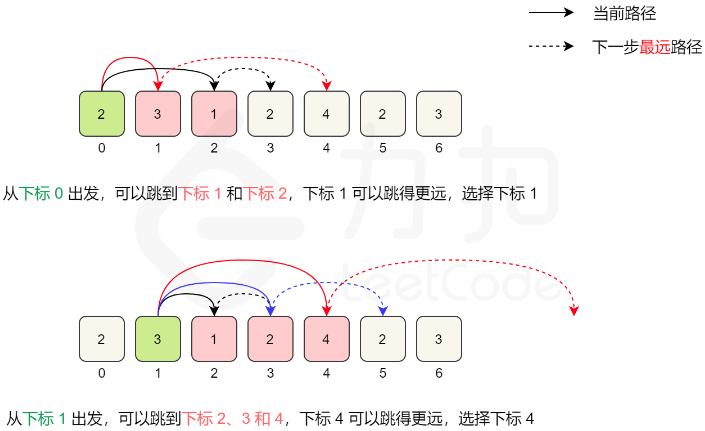 当前路径
下一步最远路径
2 3 1 2 4 2 3
0 1 2 3 4 5 6
从下标 0 出发，可以跳到下标 1 和下标 2，下标 1 可以跳得更远，选择下标 1
力扣
LeetCode
2 3 1 2 4 2 3
0 1 2 3 4 5 6
从下标 1 出发，可以跳到下标 2、3 和 4，下标 4 可以跳得更远，选择下标 4